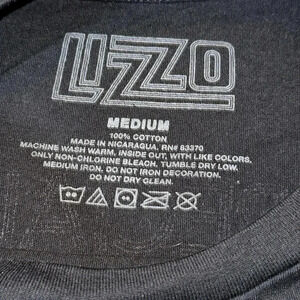 LIZZO
MEDIUM
100% COTTON
MADE IN NICARAGUA. RN# 83370
MACHINE WASH WARM, INSIDE OUT, WITH LIKE COLORS.
ONLY NON-CHLORINE BLEACH. TUMBLE DRY LOW.
MEDIUM IRON. DO NOT IRON DECORATION.
DO NOT DRY CLEAN.